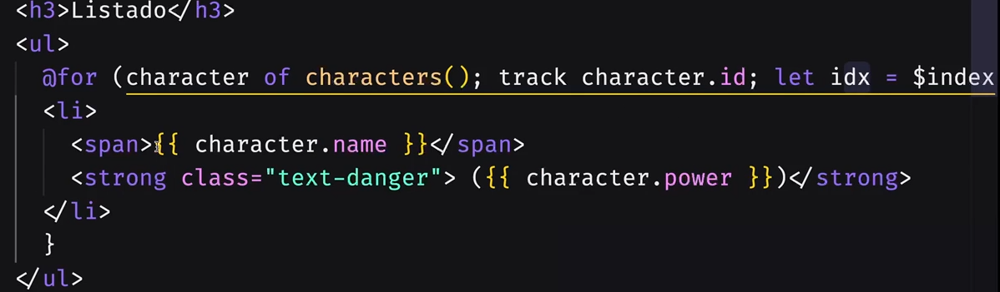 <h3>Listado</h3>
<ul>
@for (character of characters(); track character.id; let idx = $index
<li>
<span>{{ character.name }}</span>
<strong class="text-danger"> ({{ character.power }})</strong>
</li>
}
</ul>